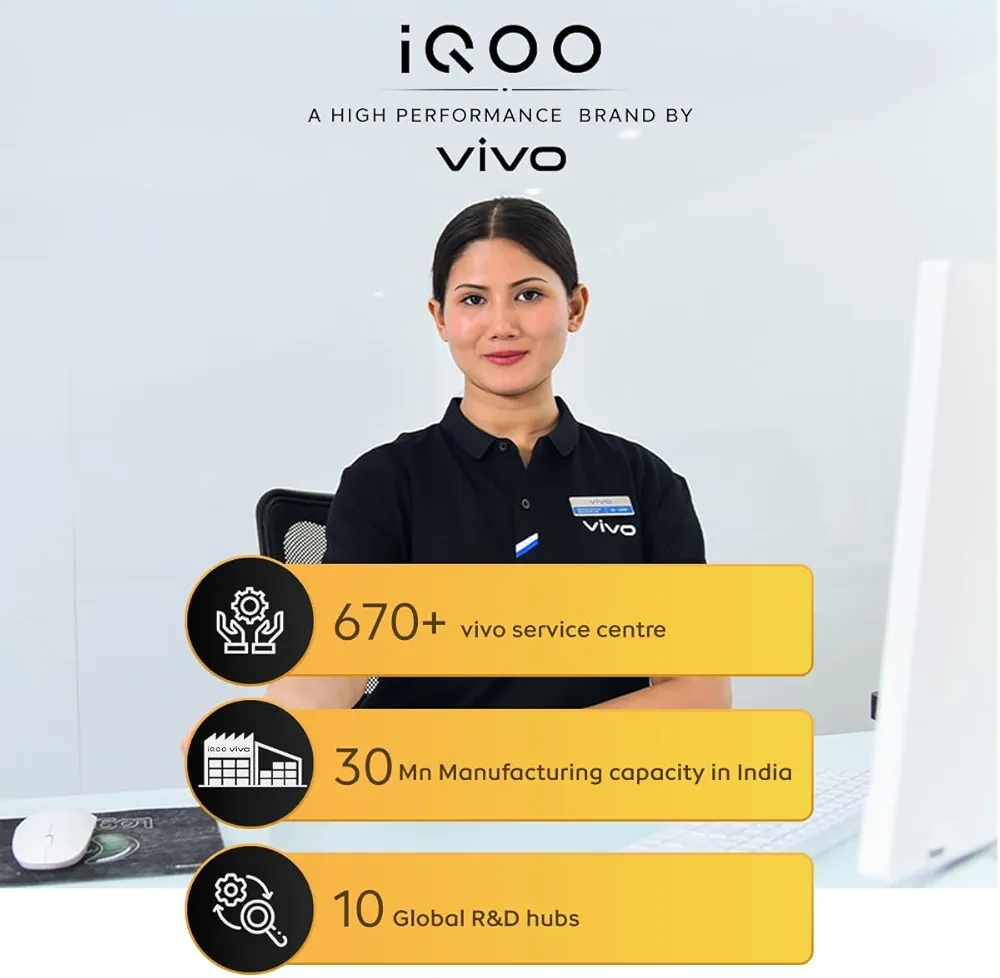 iQOO
A HIGH PERFORMANCE BRAND BY
vivo
vivo
vivo
670+ vivo service centre
iQOO vivo
30 Mn Manufacturing capacity in India
10 Global R&D hubs